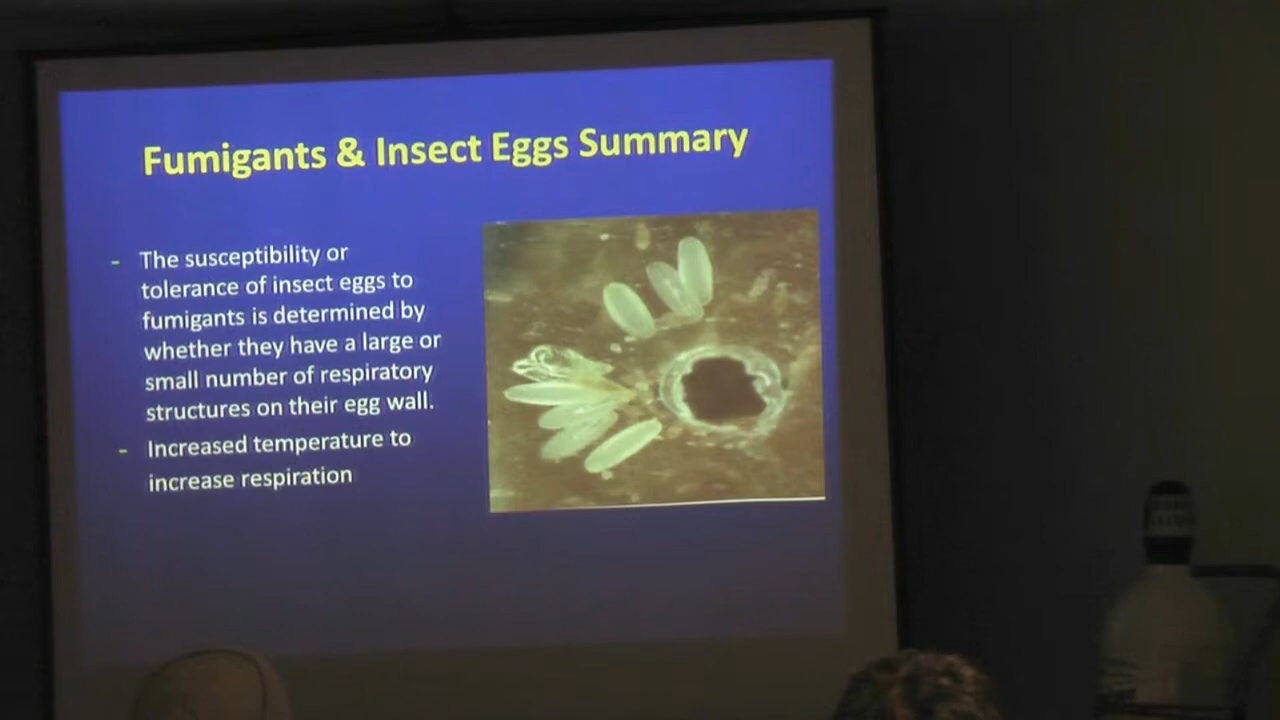 Fumigants & Insect Eggs Summary
- The susceptibility or
tolerance of insect eggs to
fumigants is determined by
whether they have a large or
small number of respiratory
structures on their egg wall.
- Increased temperature to
increase respiration